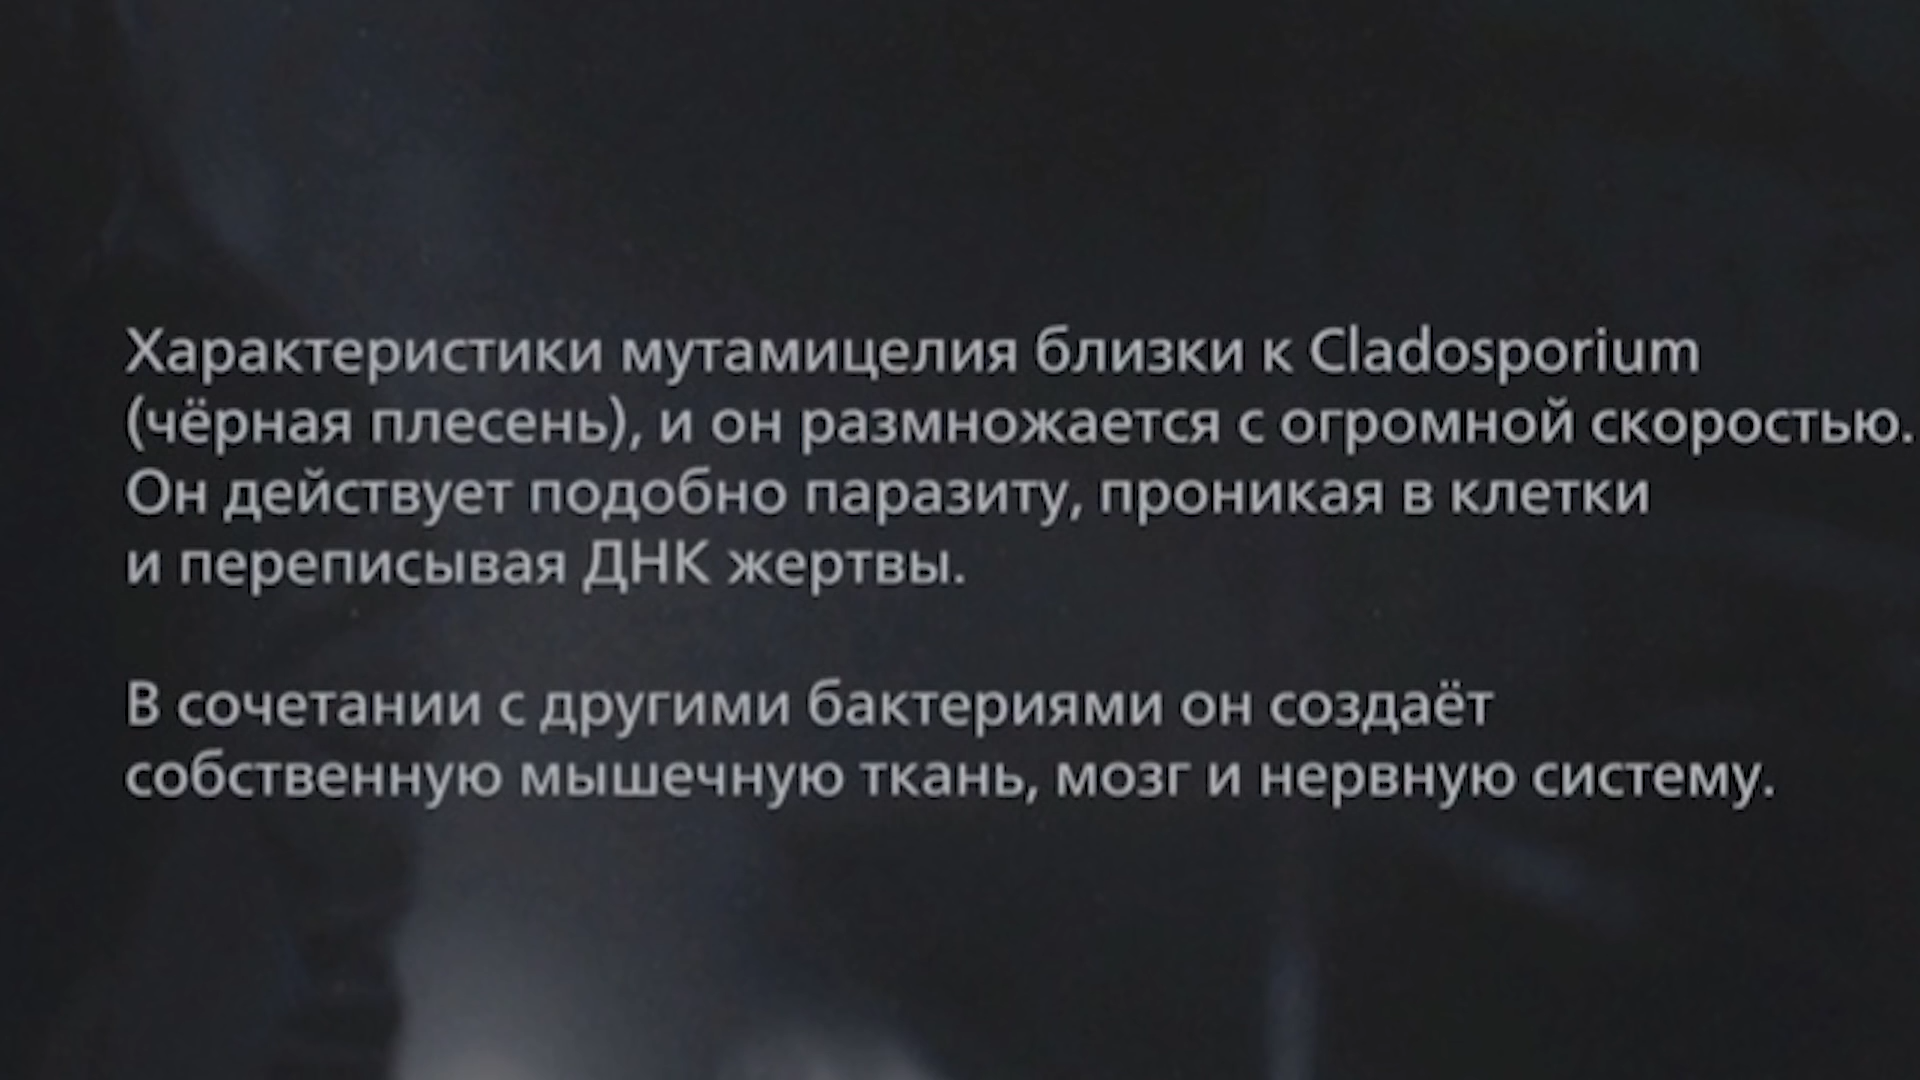 Характеристики мутамицелия близки к Cladosporium
(чёрная плесень), и он размножается с огромной скоростью.
Он действует подобно паразиту, проникая в клетки
и переписывая ДНК жертвы.
В сочетании с другими бактериями он создаёт
собственную мышечную ткань, мозг и нервную систему.